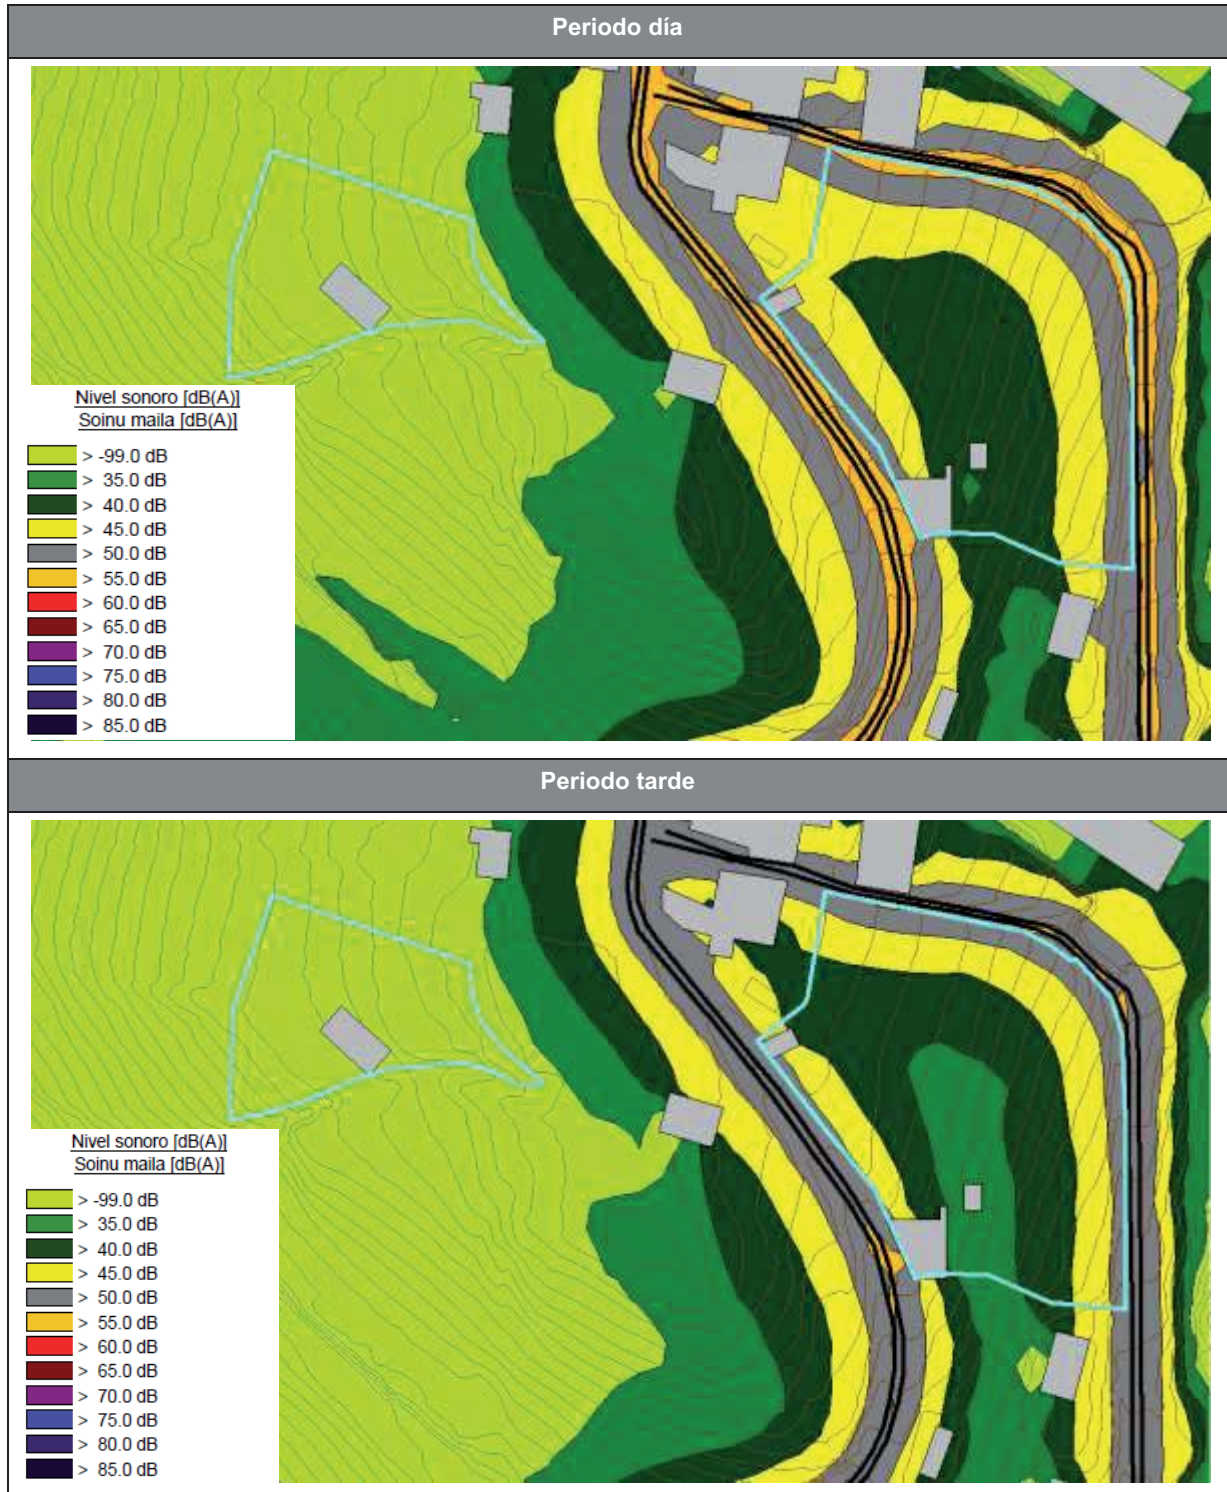 Periodo día
Nivel sonoro [dB(A)]
Soinu maila [dB(A)]
> -99.0 dB
> 35.0 dB
> 40.0 dB
> 45.0 dB
> 50.0 dB
> 55.0 dB
> 60.0 dB
> 65.0 dB
> 70.0 dB
> 75.0 dB
> 80.0 dB
> 85.0 dB
Periodo tarde
Nivel sonoro [dB(A)]
Soinu maila [dB(A)]
> -99.0 dB
> 35.0 dB
> 40.0 dB
> 45.0 dB
> 50.0 dB
> 55.0 dB
> 60.0 dB
> 65.0 dB
> 70.0 dB
> 75.0 dB
> 80.0 dB
> 85.0 dB